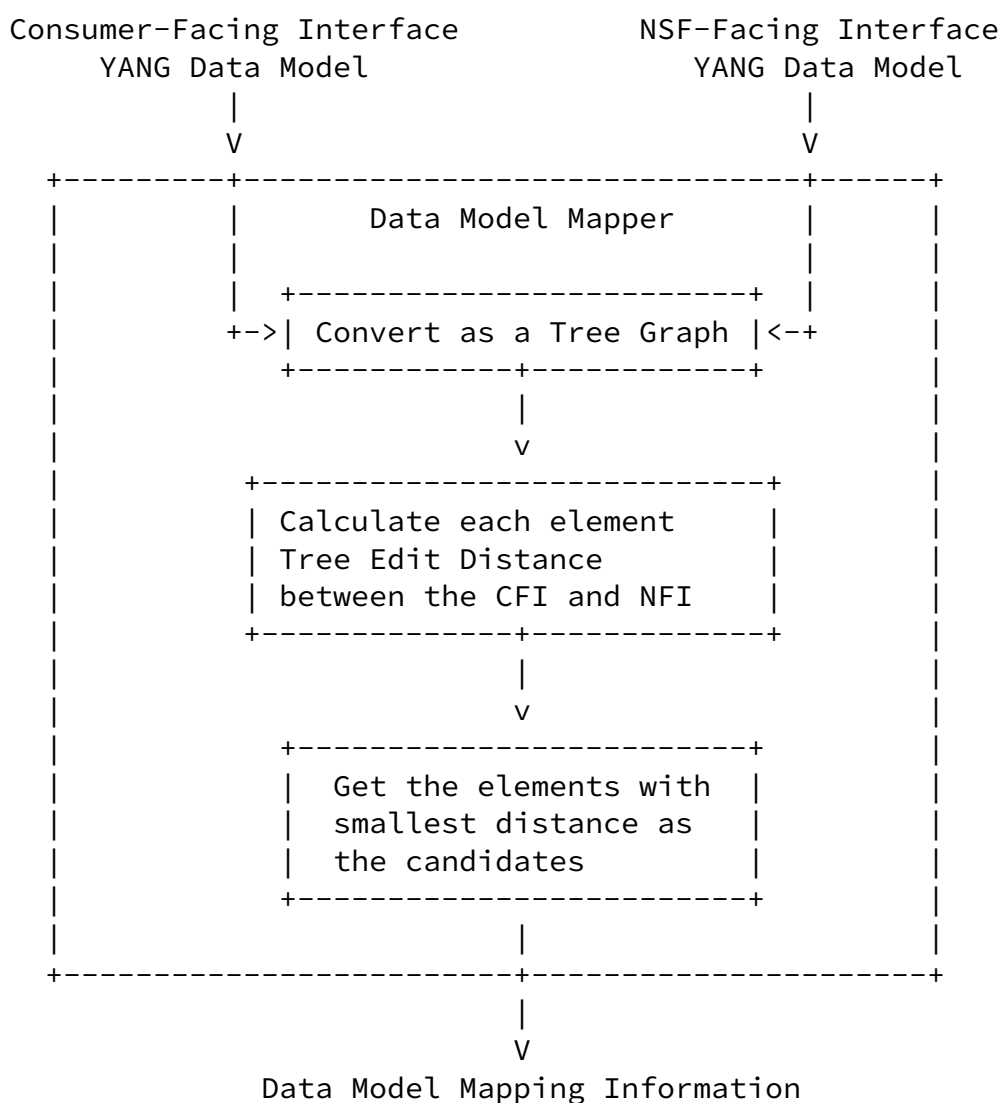 Consumer-Facing Interface NSF-Facing Interface
YANG Data Model YANG Data Model
Data Model Mapper
Convert as a Tree Graph
Calculate each element
Tree Edit Distance
between the CFI and NFI
Get the elements with
smallest distance as
the candidates
Data Model Mapping Information